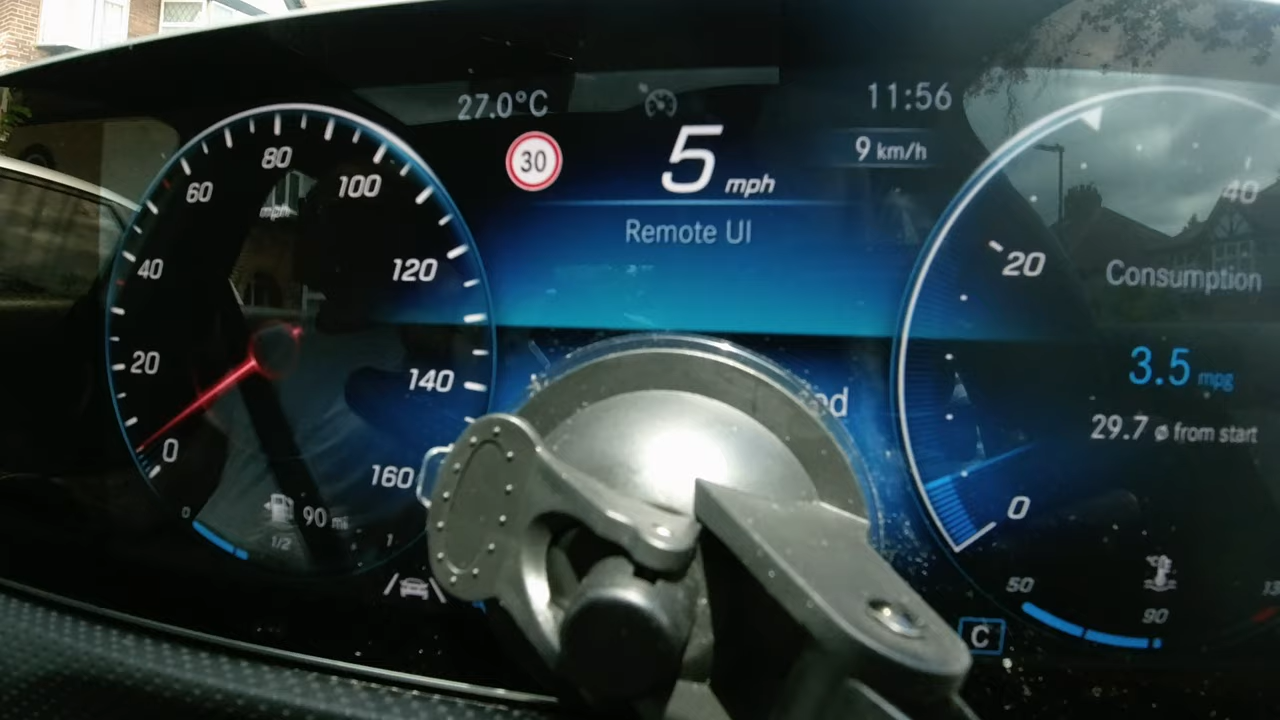 27.0°C
11:56
30
5 mph
9 km/h
Remote UI
80
60
100
mph
40
120
20
140
0
160
90 mi
0
1/2
1
40
20
Consumption
3.5 mpg
29.7 ø from start
0
50
90
C